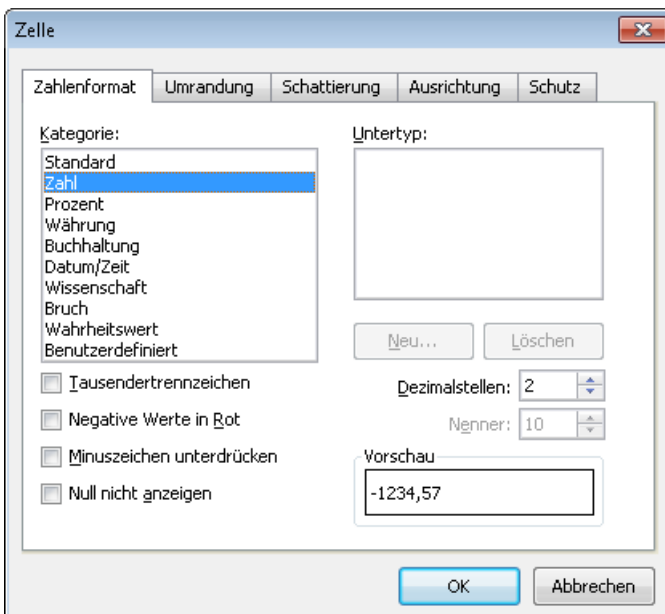 Zelle
Zahlenformat Umrandung Schattierung Ausrichtung Schutz
Kategorie:
Standard
Zahl
Prozent
Währung
Buchhaltung
Datum/Zeit
Wissenschaft
Bruch
Wahrheitswert
Benutzerdefiniert
Untertyp:
Neu... Löschen
Tausendertrennzeichen
Negative Werte in Rot
Minuszeichen unterdrücken
Null nicht anzeigen
Dezimalstellen: 2
Nenner: 10
Vorschau
-1234,57
OK Abbrechen